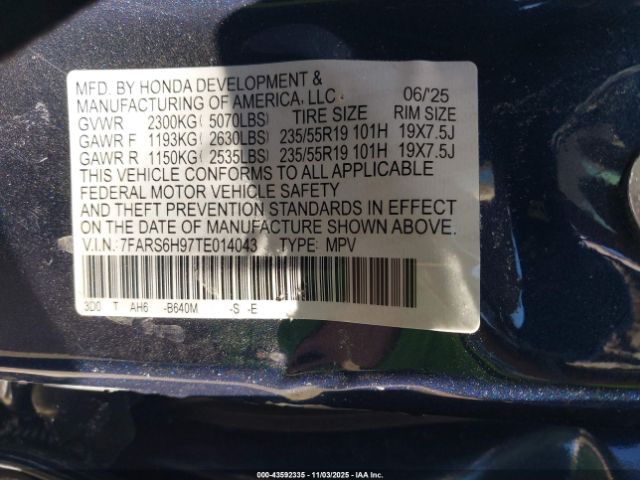 MFD. BY HONDA DEVELOPMENT &
MANUFACTURING OF AMERICA, LLC 06/'25
GVWR 2300KG( 5070LBS) TIRE SIZE RIM SIZE
GAWR F 1193KG( 2630LBS) 235/55R19 101H 19X7.5J
GAWR R 1150KG( 2535LBS) 235/55R19 101H 19X7.5J
THIS VEHICLE CONFORMS TO ALL APPLICABLE
FEDERAL MOTOR VEHICLE SAFETY
AND THEFT PREVENTION STANDARDS IN EFFECT
ON THE DATE OF MANUFACTURE SHOWN ABOVE.
V.I.N.:7FARS6H97TE014043 TYPE: MPV
3D0 T AH6 -B640M -S -E
000-43592335 - 11/03/2025 - IAA Inc.